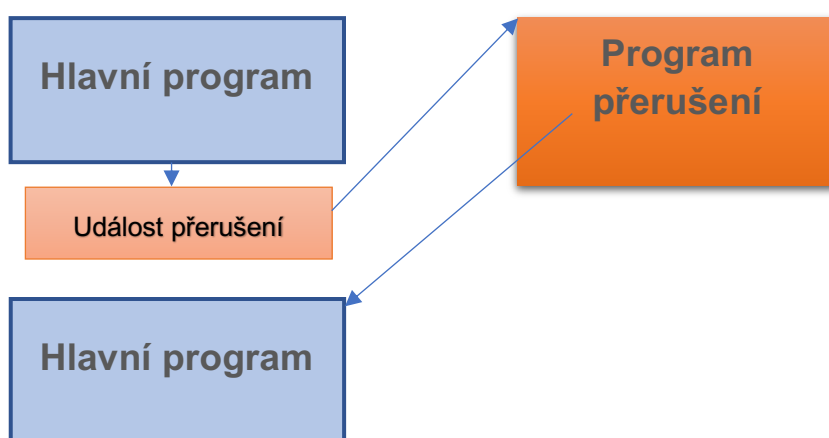 Hlavní program
Program
přerušení
Událost přerušení
Hlavní program